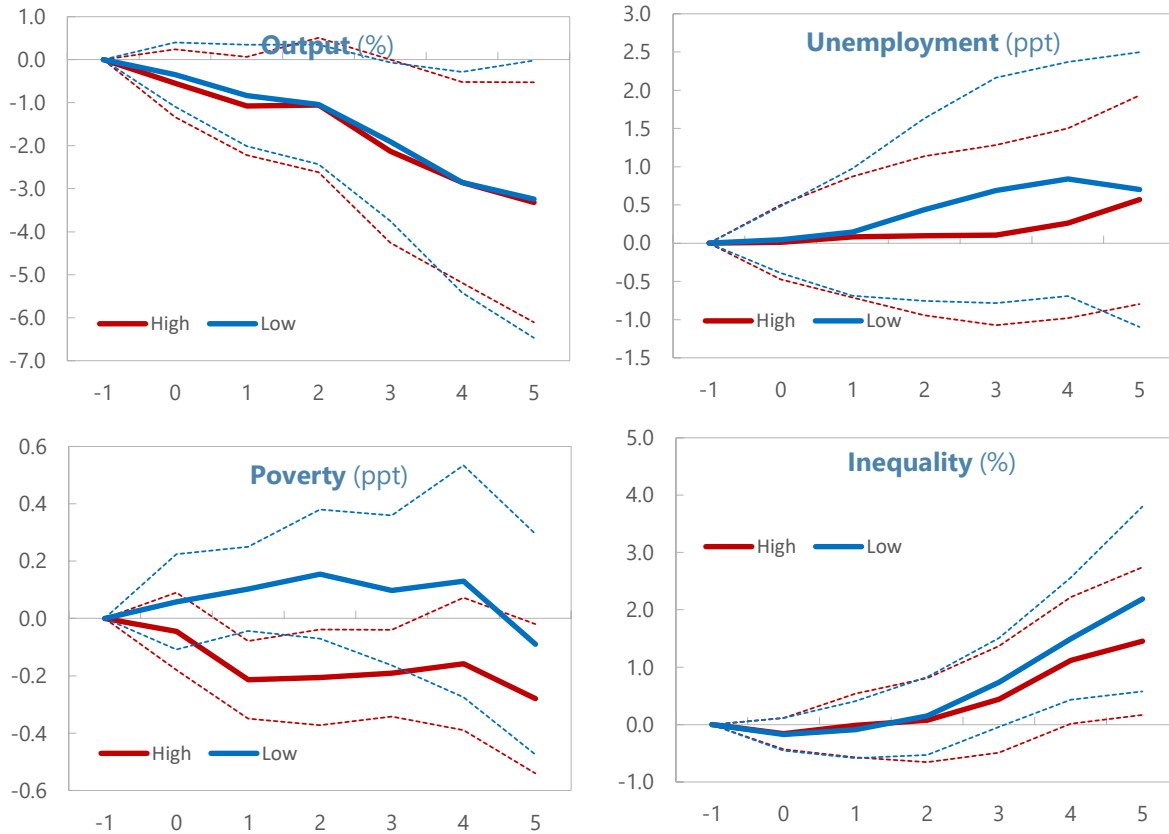 Output (%)
1.0
0.0
-1.0
-2.0
-3.0
-4.0
-5.0
-6.0
-7.0
High Low
-1 0 1 2 3 4 5
Unemployment (ppt)
3.0
2.5
2.0
1.5
1.0
0.5
0.0
-0.5
-1.0
-1.5
High Low
-1 0 1 2 3 4 5
Poverty (ppt)
0.6
0.4
0.2
0.0
-0.2
-0.4
-0.6
High Low
-1 0 1 2 3 4 5
Inequality (%)
5.0
4.0
3.0
2.0
1.0
0.0
-1.0
High Low
-1 0 1 2 3 4 5